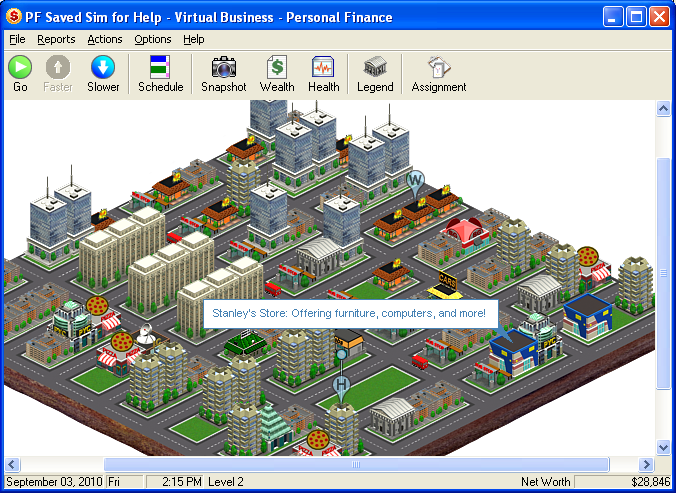 PF Saved Sim for Help - Virtual Business - Personal Finance
File Reports Actions Options Help
Go Faster Slower Schedule Snapshot Wealth Health Legend Assignment
W
CARS
Stanley's Store: Offering furniture, computers, and more!
H
PIZZA
September 03, 2010 Fri 2:15 PM Level 2 Net Worth $28,846